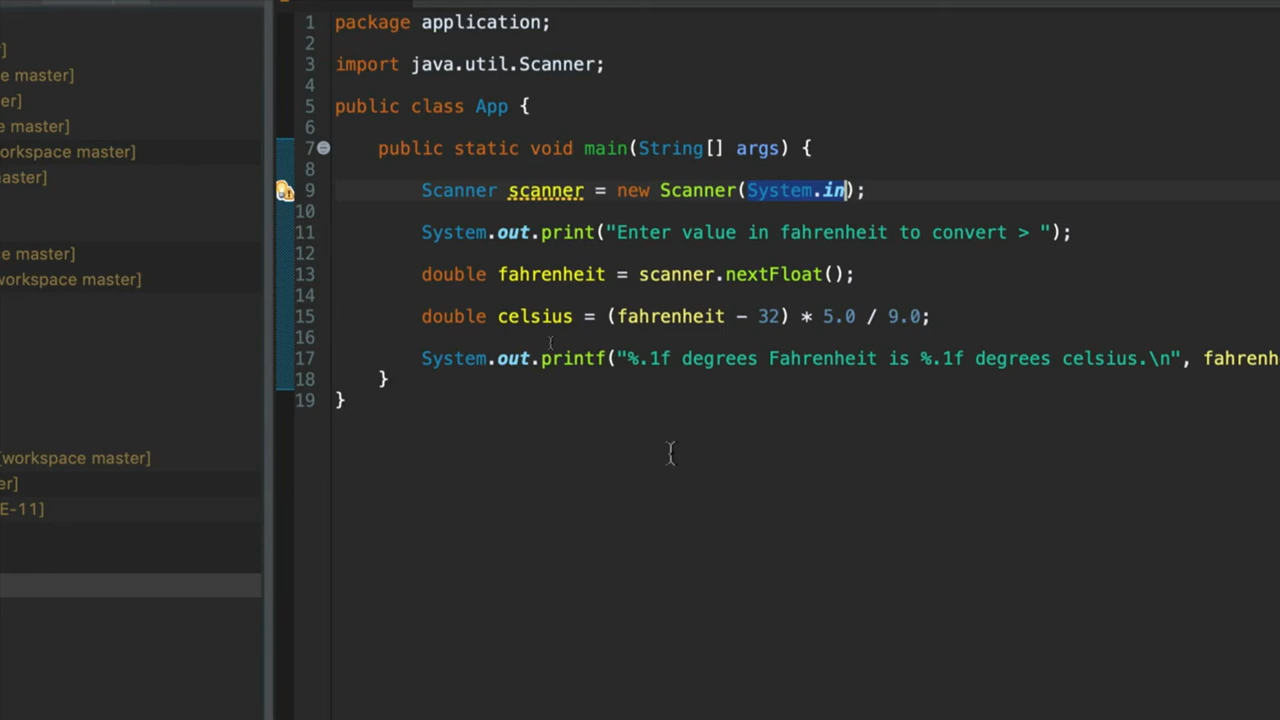 er]
e master]
er]
e master]
orkspace master]
master]
e master]
workspace master]
[workspace master]
er]
E-11]
1 package application;
2
3 import java.util.Scanner;
4
5 public class App {
6
7 public static void main(String[] args) {
8
9 Scanner scanner = new Scanner(System.in);
10
11 System.out.print("Enter value in fahrenheit to convert > ");
12
13 double fahrenheit = scanner.nextFloat();
14
15 double celsius = (fahrenheit - 32) * 5.0 / 9.0;
16
17 System.out.printf("%.1f degrees Fahrenheit is %.1f degrees celsius.\n", fahrenh
18 }
19 }